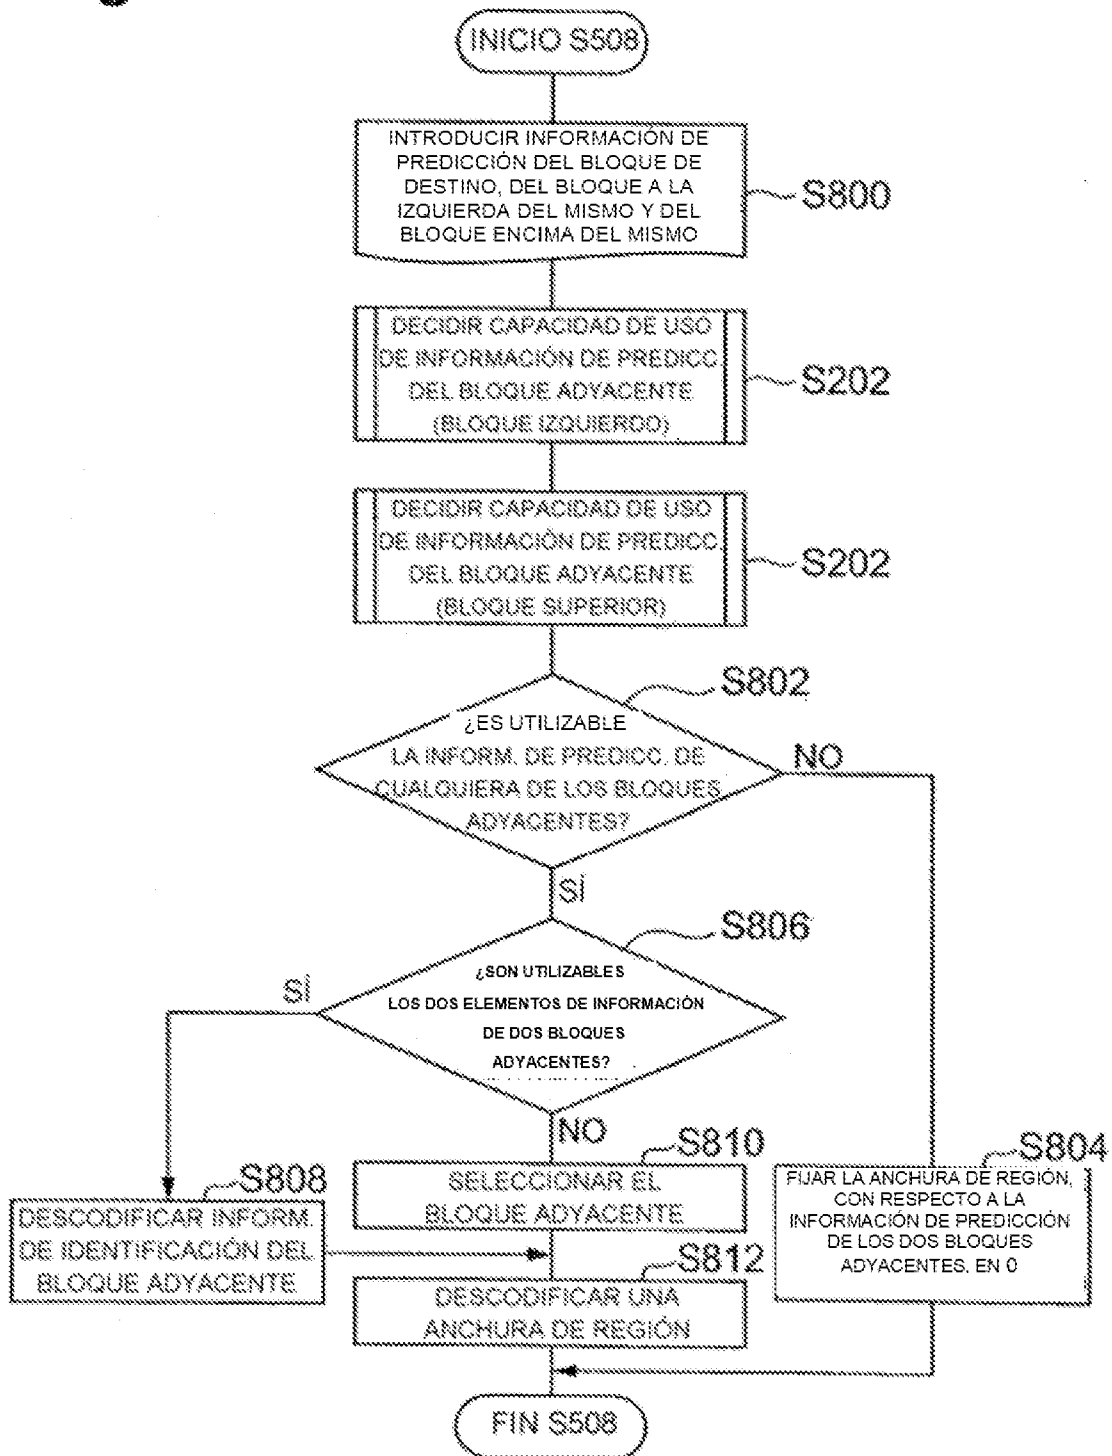 INICIO S508
INTRODUCIR INFORMACIÓN DE
PREDICCIÓN DEL BLOQUE DE
DESTINO, DEL BLOQUE A LA
IZQUIERDA DEL MISMO Y DEL
BLOQUE ENCIMA DEL MISMO
S800
DECIDIR CAPACIDAD DE USO
DE INFORMACIÓN DE PREDICC.
DEL BLOQUE ADYACENTE
(BLOQUE IZQUIERDO)
S202
DECIDIR CAPACIDAD DE USO
DE INFORMACIÓN DE PREDICC.
DEL BLOQUE ADYACENTE
(BLOQUE SUPERIOR)
S202
S802
¿ES UTILIZABLE
LA INFORM. DE PREDICC. DE
CUALQUIERA DE LOS BLOQUES
ADYACENTES?
NO
SÍ
S806
¿SON UTILIZABLES
LOS DOS ELEMENTOS DE INFORMACIÓN
DE DOS BLOQUES
ADYACENTES?
SÍ
NO
S810
SELECCIONAR EL
BLOQUE ADYACENTE
S804
FIJAR LA ANCHURA DE REGIÓN,
CON RESPECTO A LA
INFORMACIÓN DE PREDICCIÓN
DE LOS DOS BLOQUES
ADYACENTES, EN 0
S808
DESCODIFICAR INFORM.
DE IDENTIFICACIÓN DEL
BLOQUE ADYACENTE
S812
DESCODIFICAR UNA
ANCHURA DE REGIÓN
FIN S508